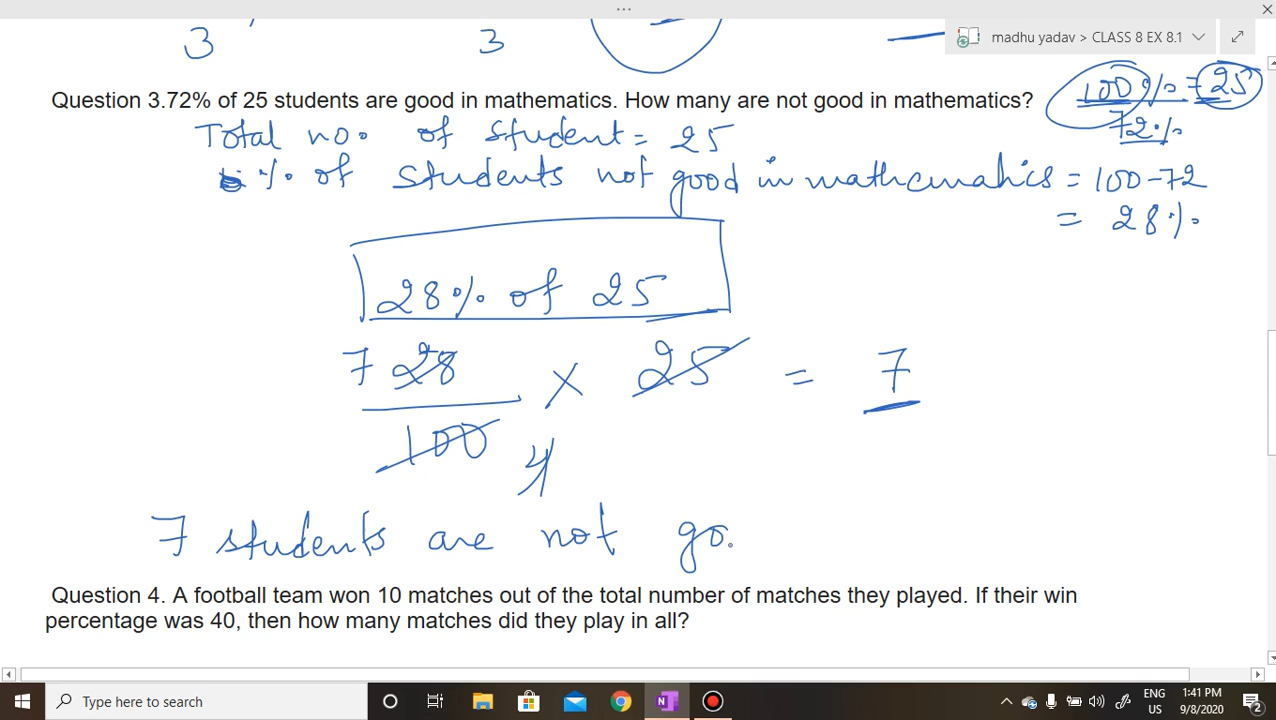 madhu yadav > CLASS 8 EX 8.1
3
3
100% = 25
72%
Question 3.72% of 25 students are good in mathematics. How many are not good in mathematics?
Total no. of student = 25
% of students not good in mathematics = 100-72
= 28%
28% of 25
7 28 × 25 = 7
100 4
7 students are not go
Question 4. A football team won 10 matches out of the total number of matches they played. If their win
percentage was 40, then how many matches did they play in all?
Type here to search
ENG
US
1:41 PM
9/8/2020
2